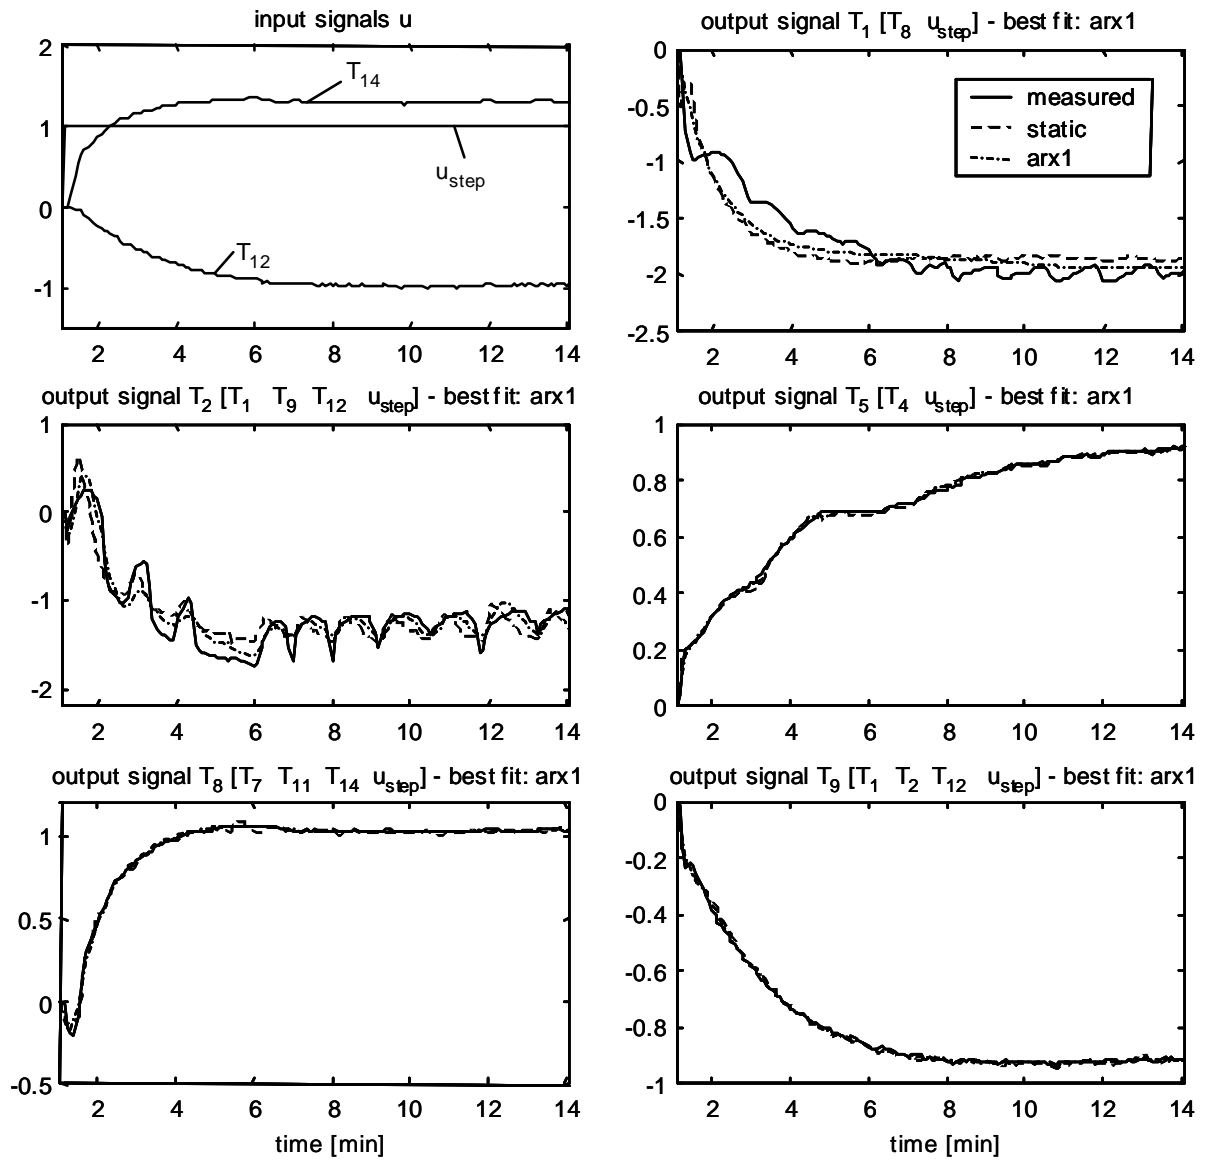 input signals u
2
1
0
-1
T14
ustep
T12
2 4 6 8 10 12 14
output signal T1 [T8 ustep] - best fit: arx1
0
-0.5
-1
-1.5
-2
-2.5
measured
static
arx1
2 4 6 8 10 12 14
output signal T2 [T1 T9 T12 ustep] - best fit: arx1
1
0
-1
-2
2 4 6 8 10 12 14
output signal T5 [T4 ustep] - best fit: arx1
1
0.8
0.6
0.4
0.2
0
2 4 6 8 10 12 14
output signal T8 [T7 T11 T14 ustep] - best fit: arx1
1
0.5
0
-0.5
2 4 6 8 10 12 14
time [min]
output signal T9 [T1 T2 T12 ustep] - best fit: arx1
0
-0.2
-0.4
-0.6
-0.8
-1
2 4 6 8 10 12 14
time [min]